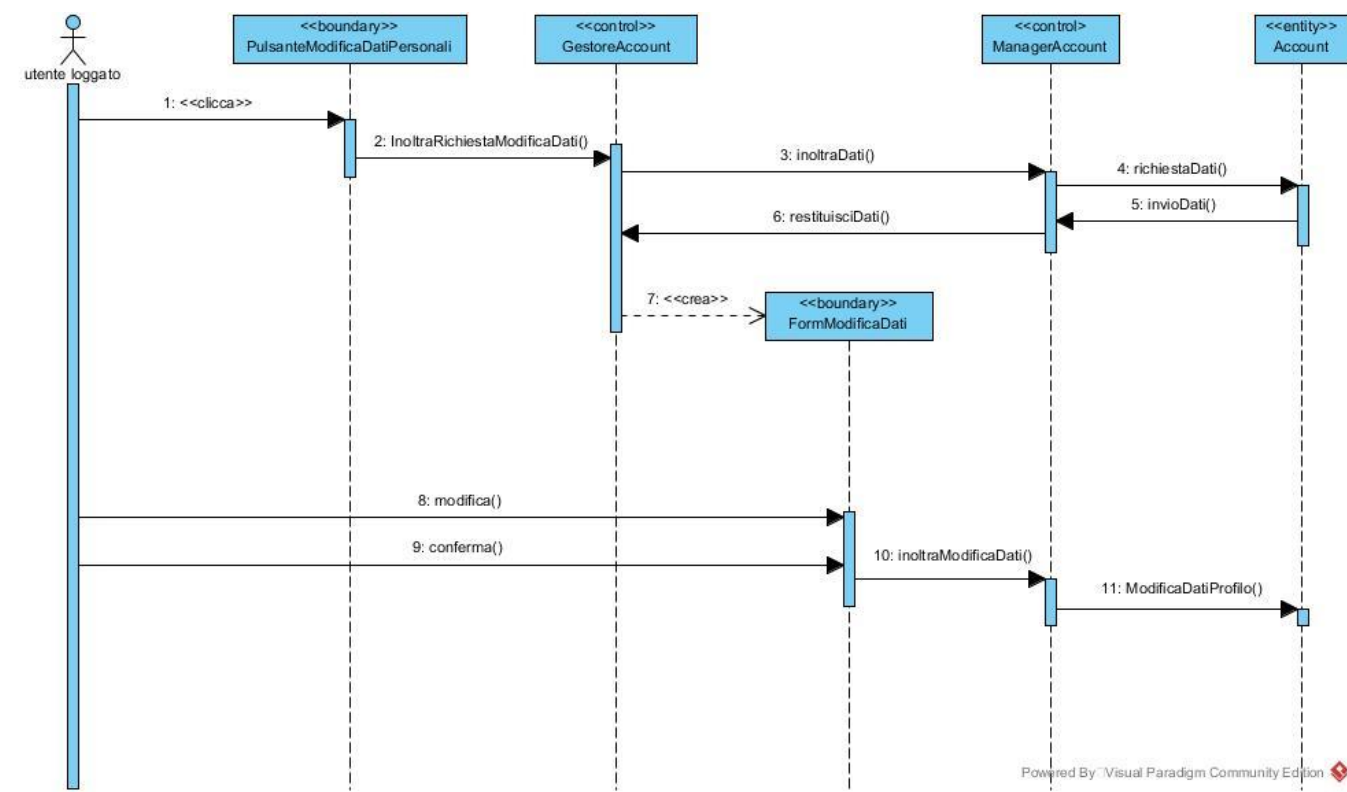 <<boundary>>
PulsanteModificaDatiPersonali
<<control>>
GestoreAccount
<<control>
ManagerAccount
<<entity>>
Account
utente loggato
1: <<clicca>>
2: InoltraRichiestaModificaDati()
3: inoltraDati()
4: richiestaDati()
5: invioDati()
6: restituisciDati()
7: <<crea>>
<<boundary>>
FormModificaDati
8: modifica()
9: conferma()
10: inoltraModificaDati()
11: ModificaDatiProfilo()
Powered By Visual Paradigm Community Edition